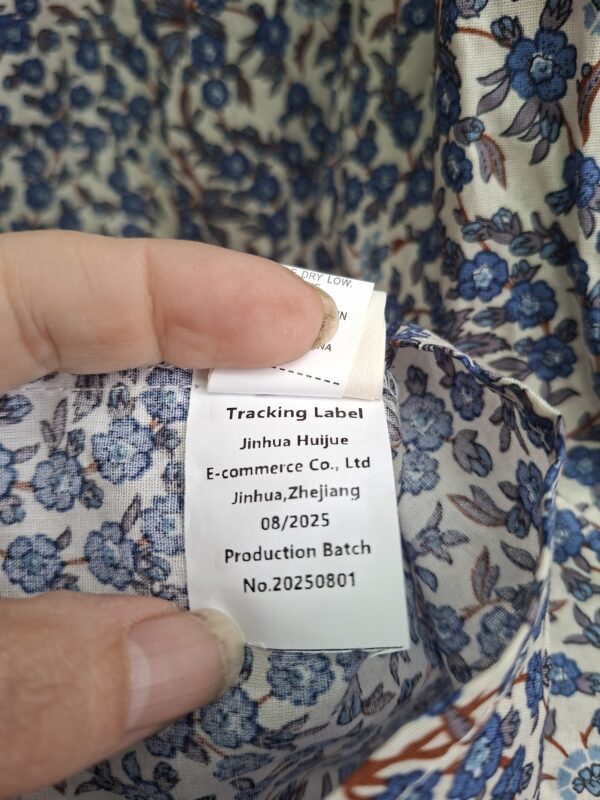 DRY LOW.
Tracking Label
Jinhua Huijue
E-commerce Co., Ltd
Jinhua,Zhejiang
08/2025
Production Batch
No.20250801